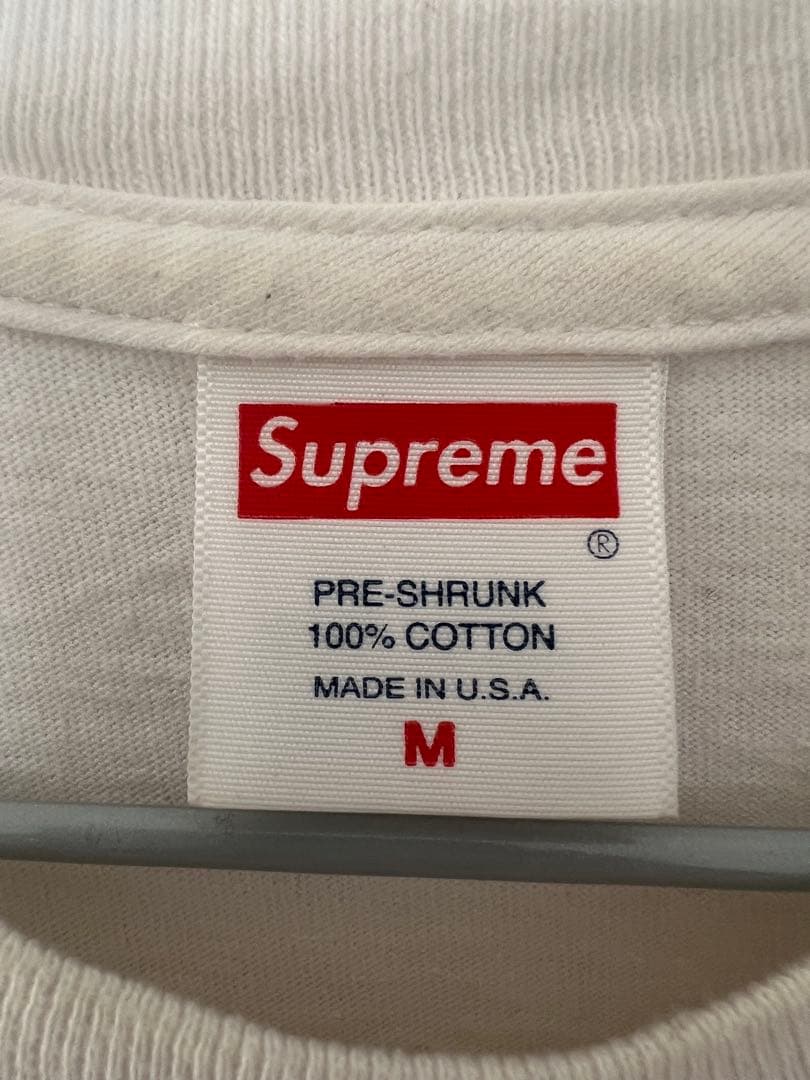 Supreme
®
PRE-SHRUNK
100% COTTON
MADE IN U.S.A.
M